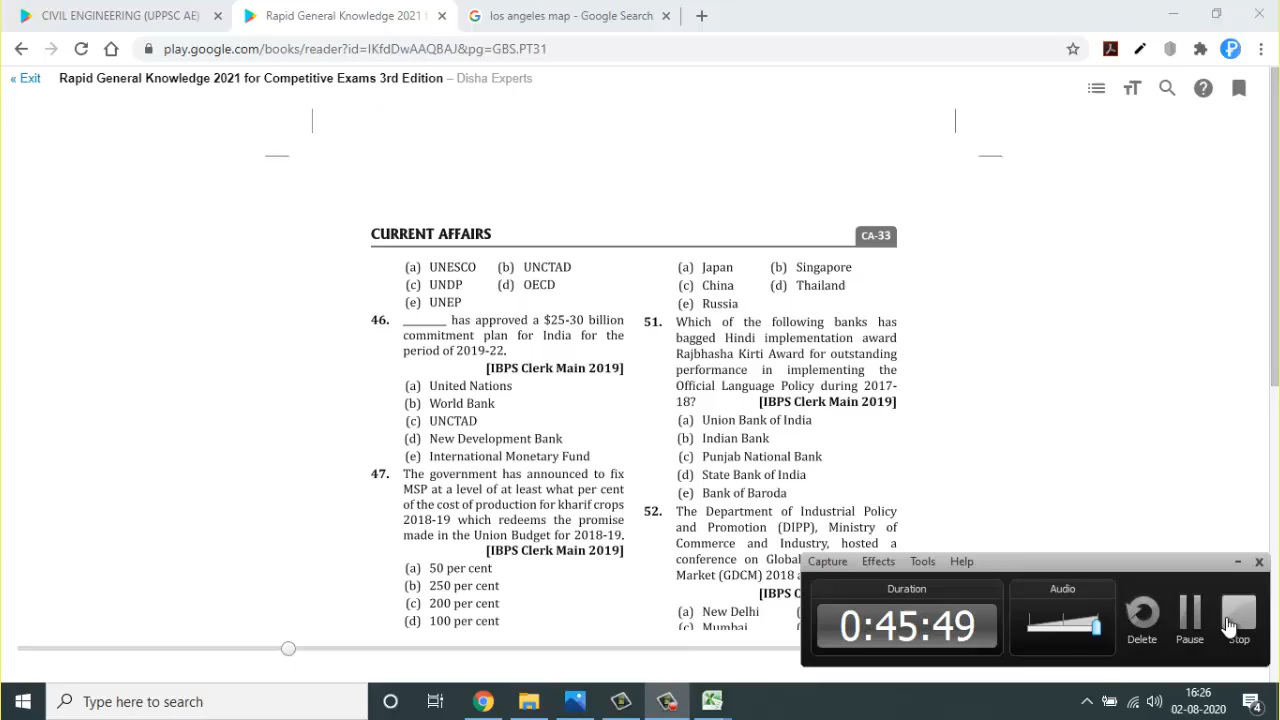 CIVIL ENGINEERING (UPPSC AE)
Rapid General Knowledge 2021 f
los angeles map - Google Search
play.google.com/books/reader?id=IKfdDwAAQBAJ&pg=GBS.PT31
« Exit
Rapid General Knowledge 2021 for Competitive Exams 3rd Edition – Disha Experts
CURRENT AFFAIRS
CA-33
(a) UNESCO (b) UNCTAD
(c) UNDP (d) OECD
(e) UNEP
46. _______ has approved a $25-30 billion
commitment plan for India for the
period of 2019-22.
[IBPS Clerk Main 2019]
(a) United Nations
(b) World Bank
(c) UNCTAD
(d) New Development Bank
(e) International Monetary Fund
47. The government has announced to fix
MSP at a level of at least what per cent
of the cost of production for kharif crops
2018-19 which redeems the promise
made in the Union Budget for 2018-19.
[IBPS Clerk Main 2019]
(a) 50 per cent
(b) 250 per cent
(c) 200 per cent
(d) 100 per cent
(a) Japan (b) Singapore
(c) China (d) Thailand
(e) Russia
51. Which of the following banks has
bagged Hindi implementation award
Rajbhasha Kirti Award for outstanding
performance in implementing the
Official Language Policy during 2017-
18? [IBPS Clerk Main 2019]
(a) Union Bank of India
(b) Indian Bank
(c) Punjab National Bank
(d) State Bank of India
(e) Bank of Baroda
52. The Department of Industrial Policy
and Promotion (DIPP), Ministry of
Commerce and Industry, hosted a
conference on Global
Market (GDCM) 2018 a
[IBPS C
(a) New Delhi (
(c) Mumbai (
Capture Effects Tools Help
Duration
0:45:49
Audio
Delete
Pause
Stop
Type here to search
16:26
02-08-2020
4